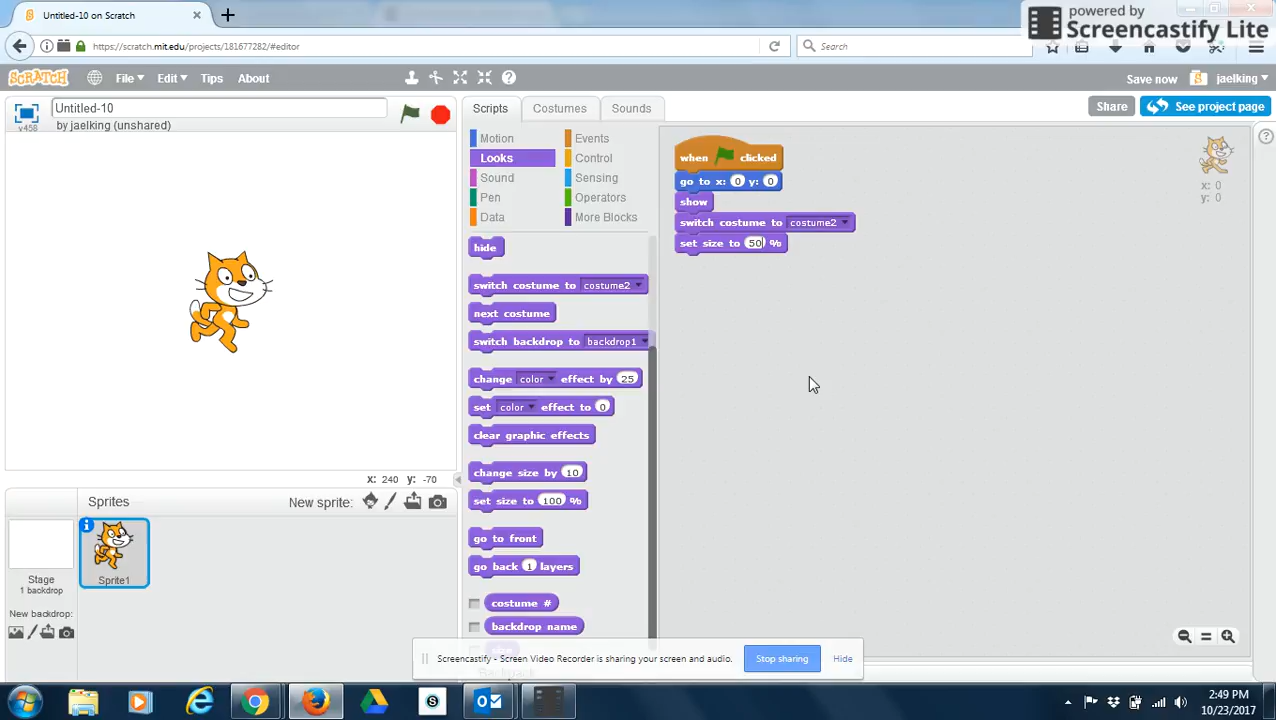 Untitled-10 on Scratch
powered by
Screencastify Lite
https://scratch.mit.edu/projects/181677282/#editor
Search
SCRATCH
File
Edit
Tips
About
Save now
jaelking
Untitled-10
by jaelking (unshared)
v458
Scripts
Costumes
Sounds
Share
See project page
Motion
Events
Looks
Control
Sound
Sensing
Pen
Operators
Data
More Blocks
when clicked
go to x: 0 y: 0
show
switch costume to costume2
set size to 50 %
x: 0
y: 0
hide
switch costume to costume2
next costume
switch backdrop to backdrop1
change color effect by 25
set color effect to 0
clear graphic effects
change size by 10
set size to 100 %
go to front
go back 1 layers
costume #
backdrop name
x: 240 y: -70
Sprites
New sprite:
Stage
1 backdrop
Sprite1
New backdrop:
Screencastify - Screen Video Recorder is sharing your screen and audio.
Stop sharing
Hide
2:49 PM
10/23/2017